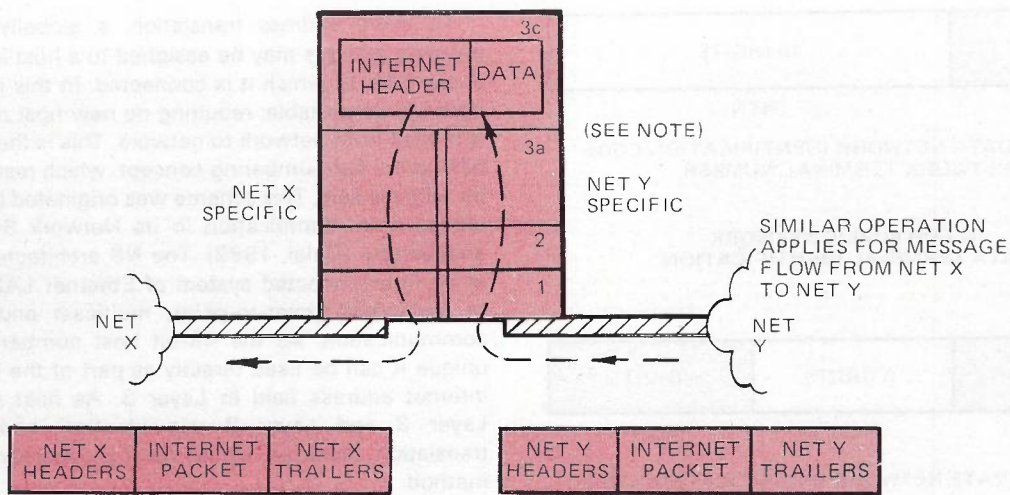 3c
INTERNET
HEADER
DATA
(SEE NOTE)
3a
NET X
SPECIFIC
NET Y
SPECIFIC
2
1
SIMILAR OPERATION
APPLIES FOR MESSAGE
FLOW FROM NET X
TO NET Y
NET
X
NET
Y
NET X
HEADERS
INTERNET
PACKET
NET X
TRAILERS
NET Y
HEADERS
INTERNET
PACKET
NET Y
TRAILERS